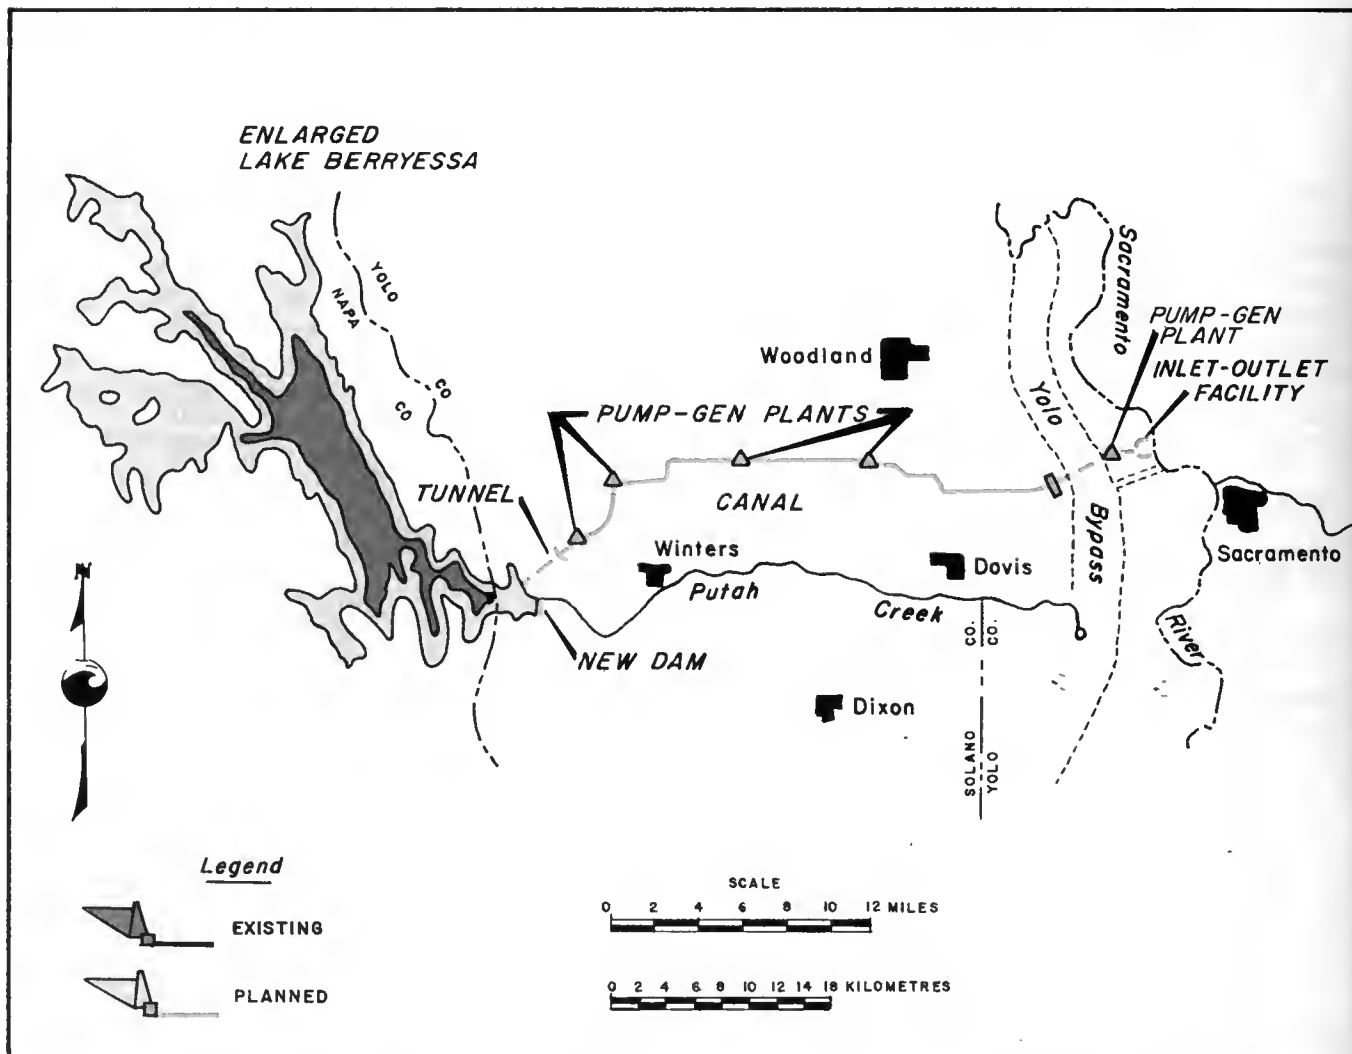 ENLARGED
LAKE BERRYESSA
YOLO
NAPA
CO
CO
Sacramento
PUMP-GEN
PLANT
INLET-OUTLET
FACILITY
Woodland
Yolo
PUMP-GEN PLANTS
TUNNEL
CANAL
Bypass
Sacramento
Winters
Davis
Putah
Creek
CO.
CO.
River
NEW DAM
N
Dixon
SOLANO
YOLO
Legend
EXISTING
PLANNED
SCALE
0 2 4 6 8 10 12 MILES
0 2 4 6 8 10 12 14 18 KILOMETRES